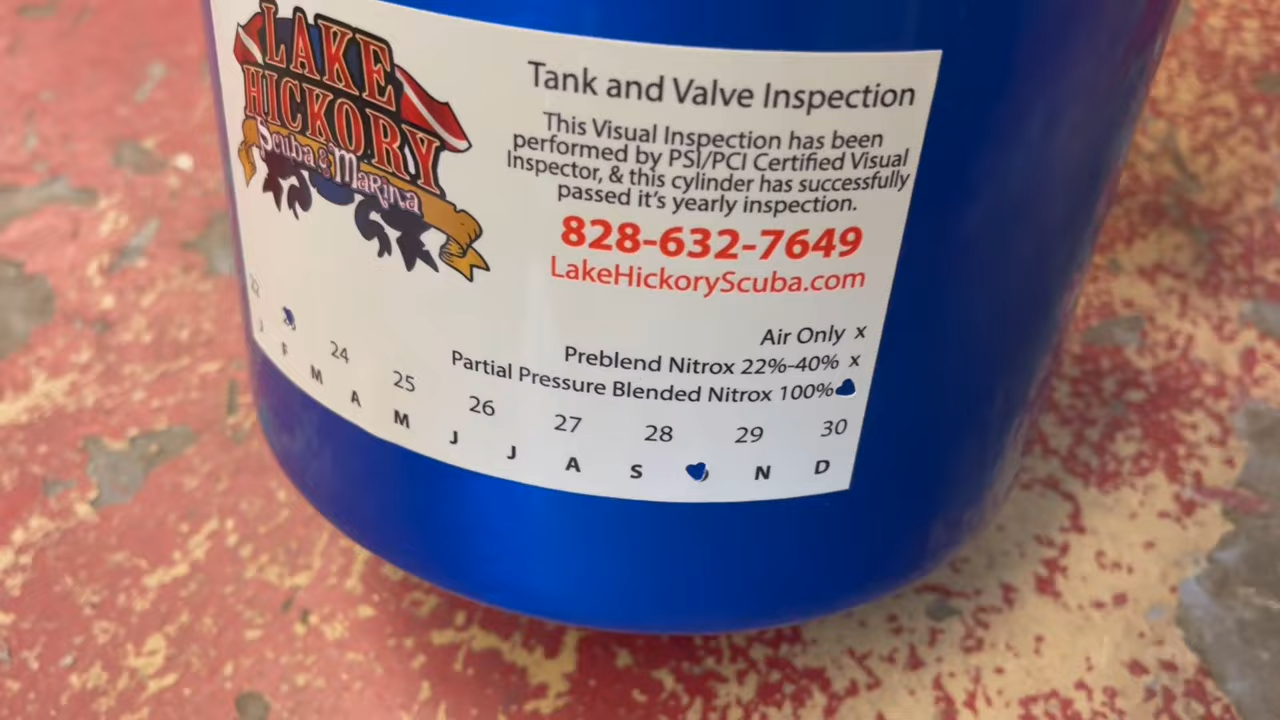 LAKE
HICKORY
Scuba & Marina
Tank and Valve Inspection
This Visual Inspection has been
performed by PSI/PCI Certified Visual
Inspector, & this cylinder has successfully
passed it's yearly inspection.
828-632-7649
LakeHickoryScuba.com
Air Only x
Preblend Nitrox 22%-40% x
Partial Pressure Blended Nitrox 100%
22 24 25 26 27 28 29 30
J F M A M J J A S N D